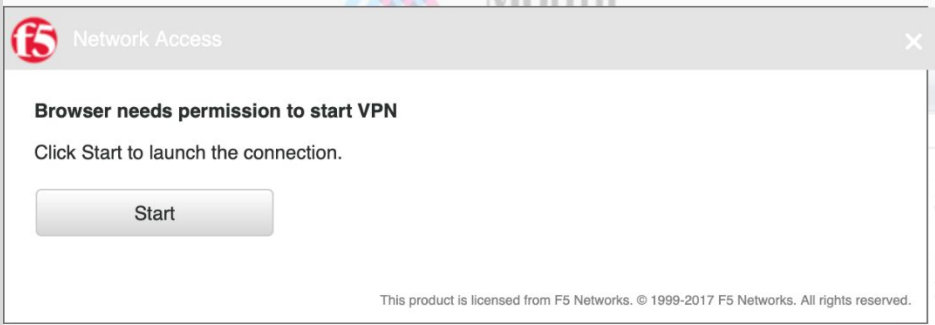 f5 Network Access
Browser needs permission to start VPN
Click Start to launch the connection.
Start
This product is licensed from F5 Networks. © 1999-2017 F5 Networks. All rights reserved.